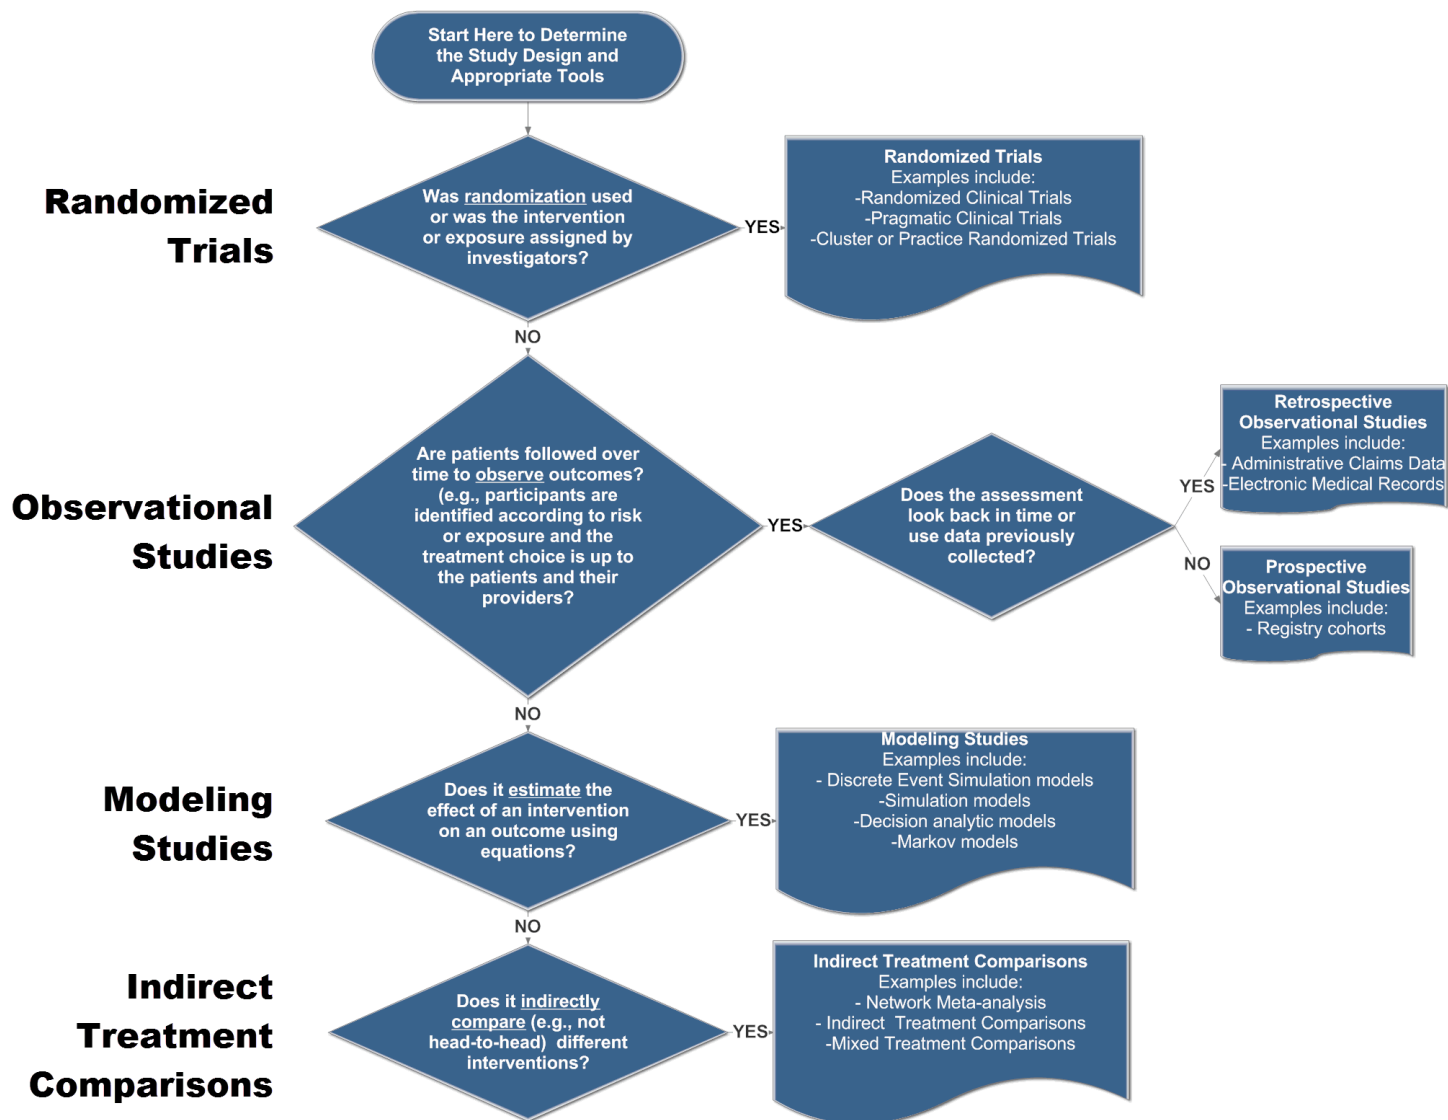 Start Here to Determine
the Study Design and
Appropriate Tools
Randomized
Trials
Was randomization used
or was the intervention
or exposure assigned by
investigators?
YES
Randomized Trials
Examples include:
-Randomized Clinical Trials
-Pragmatic Clinical Trials
-Cluster or Practice Randomized Trials
NO
Observational
Studies
Are patients followed over
time to observe outcomes?
(e.g., participants are
identified according to risk
or exposure and the
treatment choice is up to
the patients and their
providers?
YES
Does the assessment
look back in time or
use data previously
collected?
YES
Retrospective
Observational Studies
Examples include:
- Administrative Claims Data
-Electronic Medical Records
NO
Prospective
Observational Studies
Examples include:
- Registry cohorts
NO
Modeling
Studies
Does it estimate the
effect of an intervention
on an outcome using
equations?
YES
Modeling Studies
Examples include:
- Discrete Event Simulation models
-Simulation models
-Decision analytic models
-Markov models
NO
Indirect
Treatment
Comparisons
Does it indirectly
compare (e.g., not
head-to-head) different
interventions?
YES
Indirect Treatment Comparisons
Examples include:
- Network Meta-analysis
- Indirect Treatment Comparisons
-Mixed Treatment Comparisons